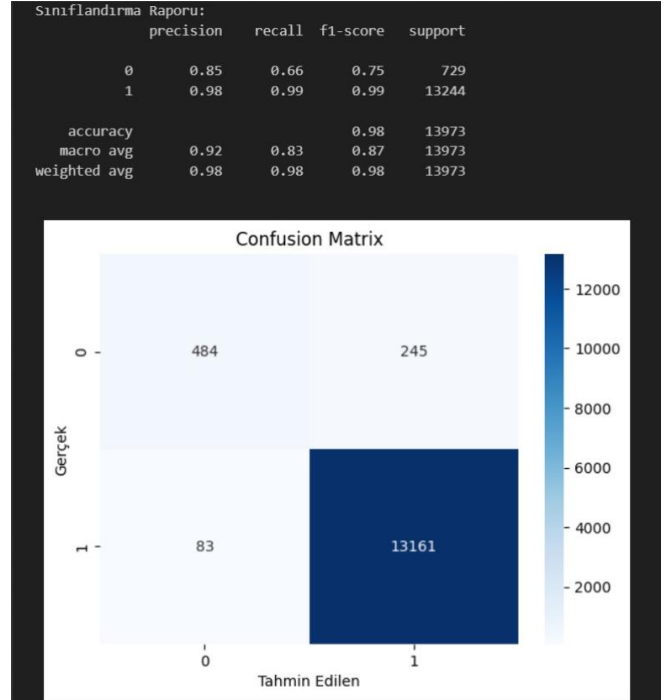 Sınıflandırma Raporu:
precision recall f1-score support
0 0.85 0.66 0.75 729
1 0.98 0.99 0.99 13244
accuracy 0.98 13973
macro avg 0.92 0.83 0.87 13973
weighted avg 0.98 0.98 0.98 13973
Confusion Matrix
12000
10000
8000
6000
4000
2000
Gerçek
0
484 245
1
83 13161
0 1
Tahmin Edilen